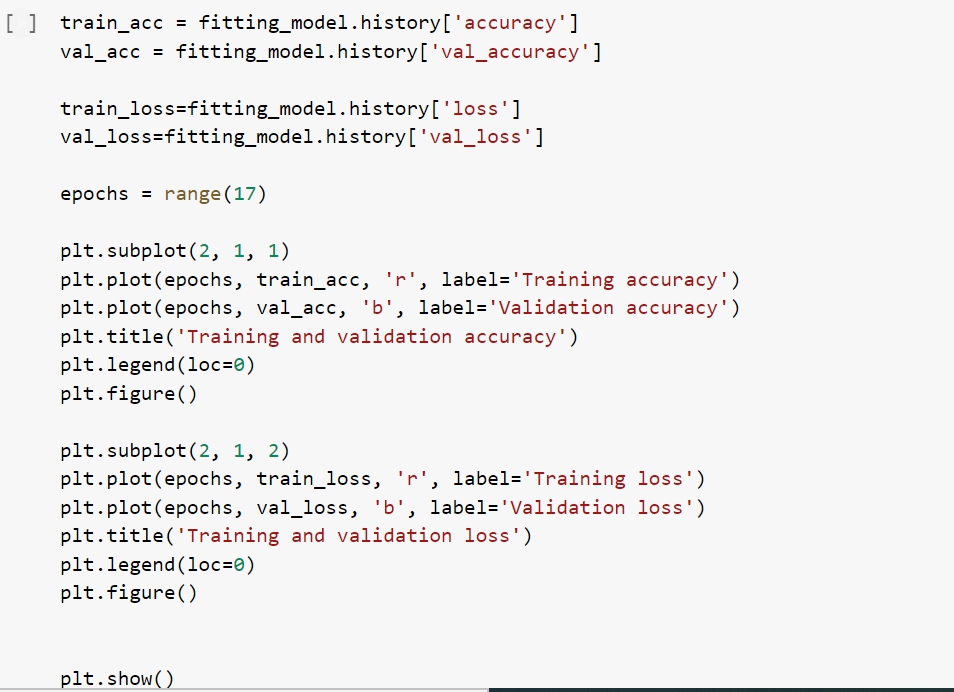 [ ] train_acc = fitting_model.history['accuracy']
val_acc = fitting_model.history['val_accuracy']
train_loss=fitting_model.history['loss']
val_loss=fitting_model.history['val_loss']
epochs = range(17)
plt.subplot(2, 1, 1)
plt.plot(epochs, train_acc, 'r', label='Training accuracy')
plt.plot(epochs, val_acc, 'b', label='Validation accuracy')
plt.title('Training and validation accuracy')
plt.legend(loc=0)
plt.figure()
plt.subplot(2, 1, 2)
plt.plot(epochs, train_loss, 'r', label='Training loss')
plt.plot(epochs, val_loss, 'b', label='Validation loss')
plt.title('Training and validation loss')
plt.legend(loc=0)
plt.figure()
plt.show()